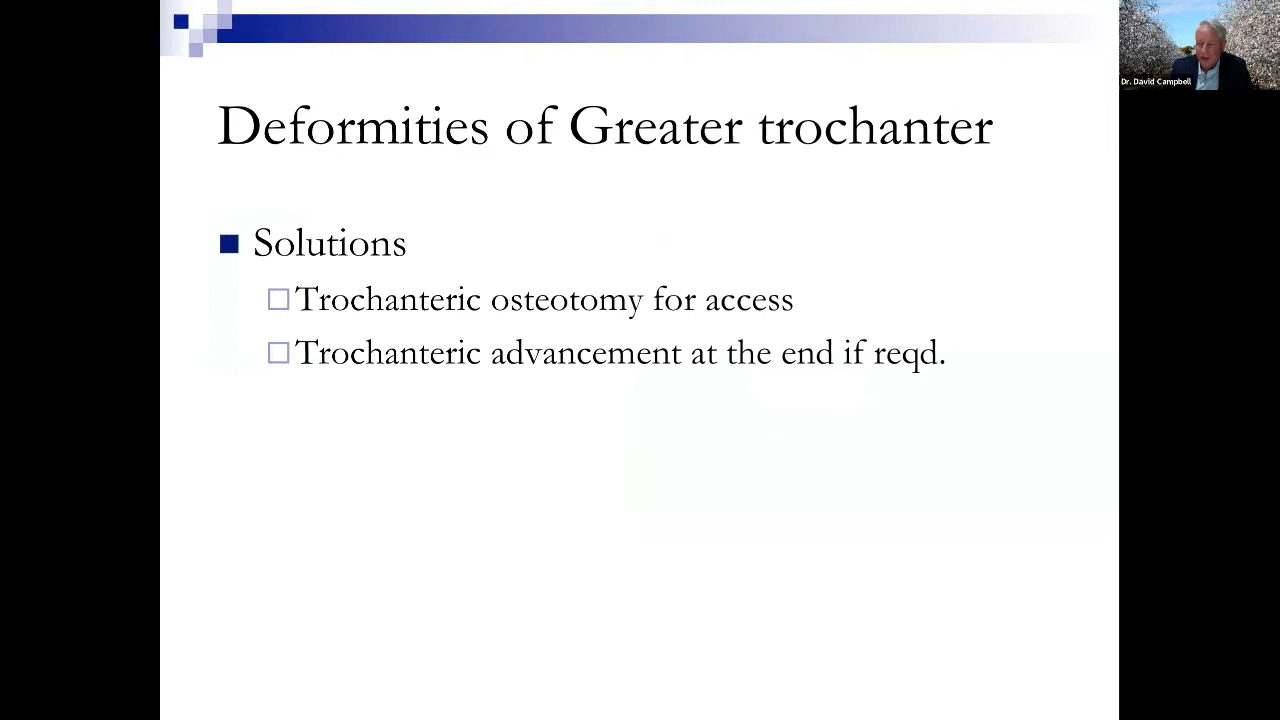 Dr. David Campbell
Deformities of Greater trochanter
Solutions
Trochanteric osteotomy for access
Trochanteric advancement at the end if reqd.